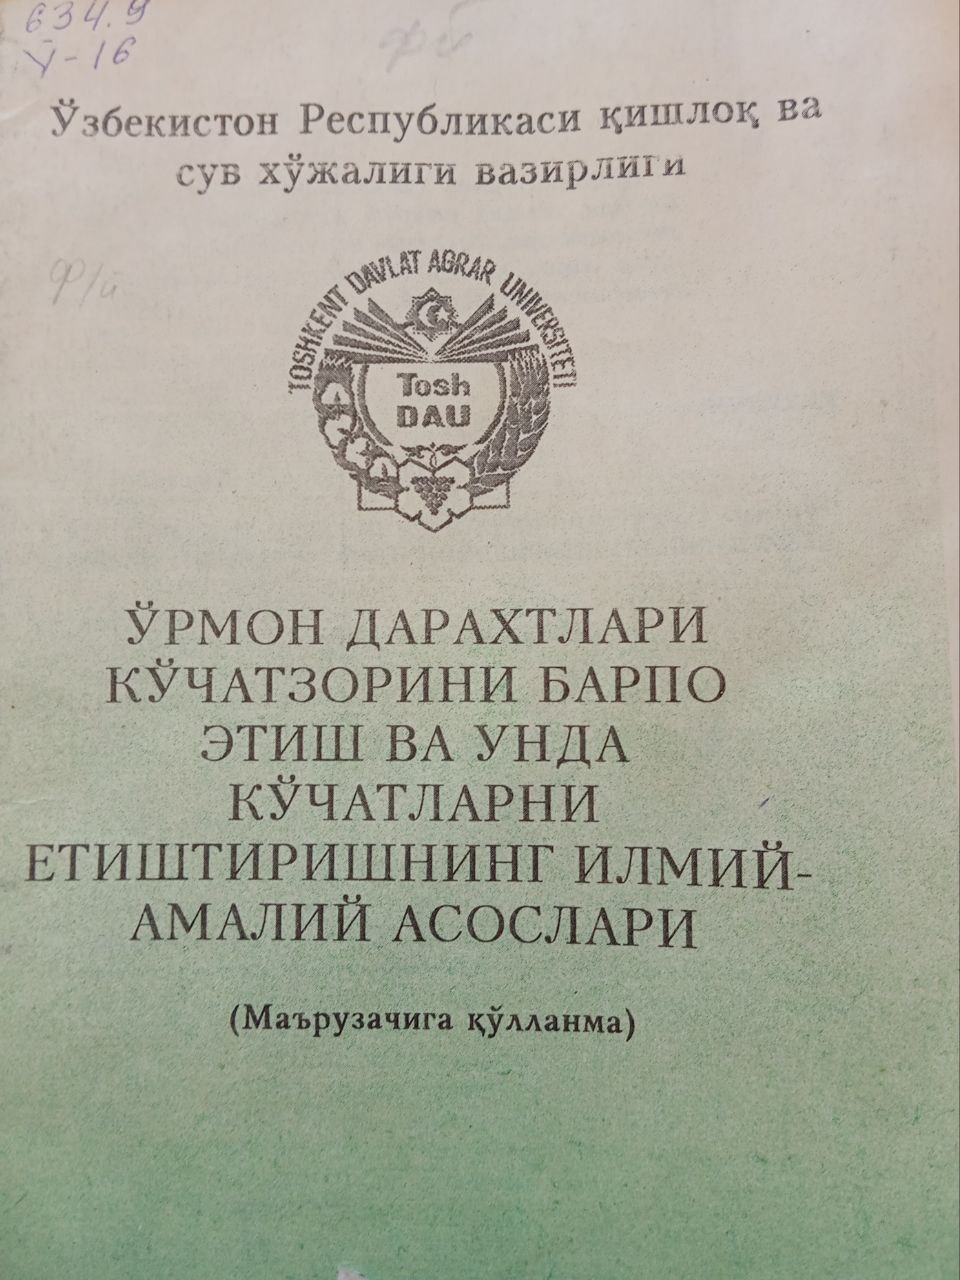 634.9
Ў-16
Ўзбекистон Республикаси қишлоқ ва
сув хўжалиги вазирлиги
TOSHKENT DAVLAT AGRAR UNIVERSITETI
Tosh
DAU
ЎРМОН ДАРАХТЛАРИ
КЎЧАТЗОРИНИ БАРПО
ЭТИШ ВА УНДА
КЎЧАТЛАРНИ
ЕТИШТИРИШНИНГ ИЛМИЙ-
АМАЛИЙ АСОСЛАРИ
(Маърузачига қўлланма)